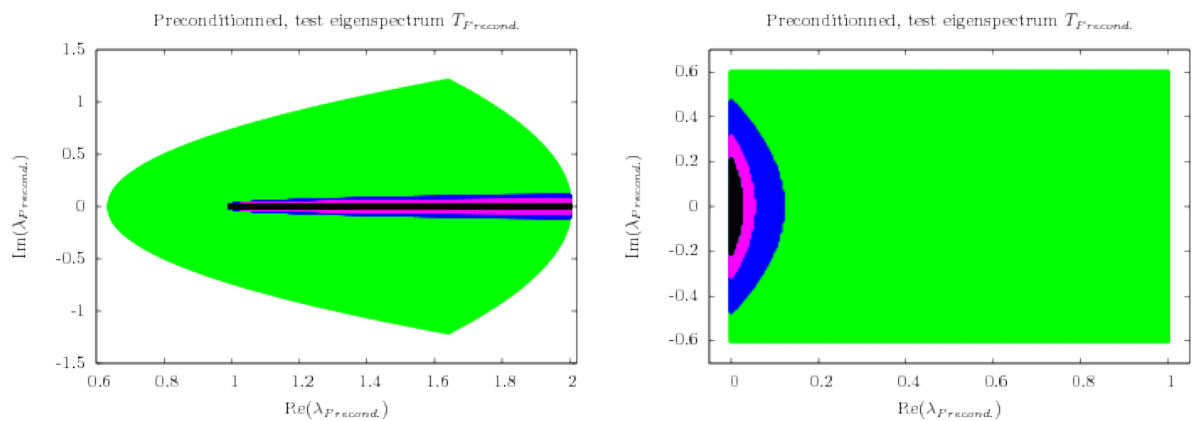 Preconditionned, test eigenspectrum T_{Precond.}
1.5
1
0.5
0
-0.5
-1
-1.5
Im(λ_{Precond.})
0.6 0.8 1 1.2 1.4 1.6 1.8 2
Re(λ_{Precond.})
Preconditionned, test eigenspectrum T_{Precond.}
0.6
0.4
0.2
0
-0.2
-0.4
-0.6
Im(λ_{Precond.})
0 0.2 0.4 0.6 0.8 1
Re(λ_{Precond.})